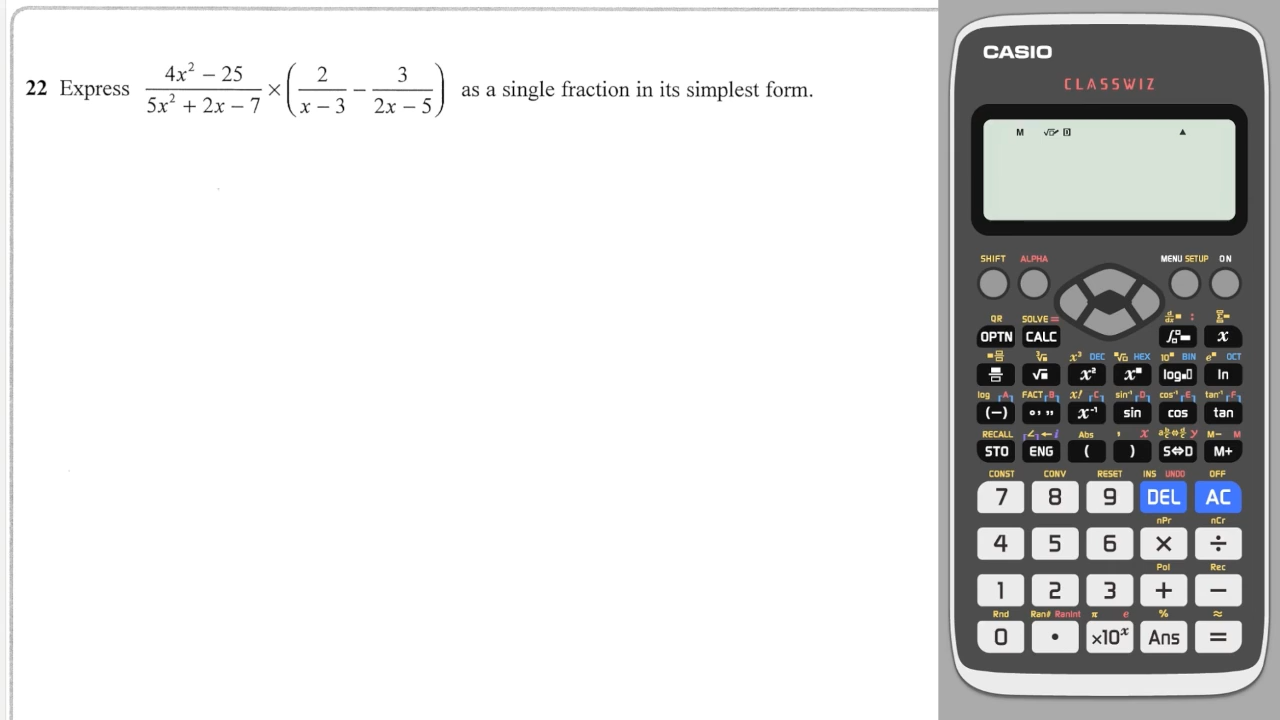 22 Express (4x² − 25)/(5x² + 2x − 7) × (2/(x − 3) − 3/(2x − 5)) as a single fraction in its simplest form.
CASIO
CLASSWIZ
M √□/ D ▲
SHIFT ALPHA MENU SETUP ON
QR SOLVE = d/dx■ : Σ■
OPTN CALC ∫□■ x
■⊟ ³√■ x³ DEC ■√□ HEX 10■ BIN e■ OCT
⊟ √■ x² x■ log■□ ln
log A FACT B x! C sin⁻¹ D cos⁻¹ E tan⁻¹ F
(−) ° ’ ” x⁻¹ sin cos tan
RECALL ∠ ← i Abs , x a b/c⇔d/c y M− M
STO ENG ( ) S⇔D M+
CONST CONV RESET INS UNDO OFF
7 8 9 DEL AC
nPr nCr
4 5 6 × ÷
Pol Rec
1 2 3 + −
Rnd Ran# RanInt π e % ≈
0 • ×10ˣ Ans =